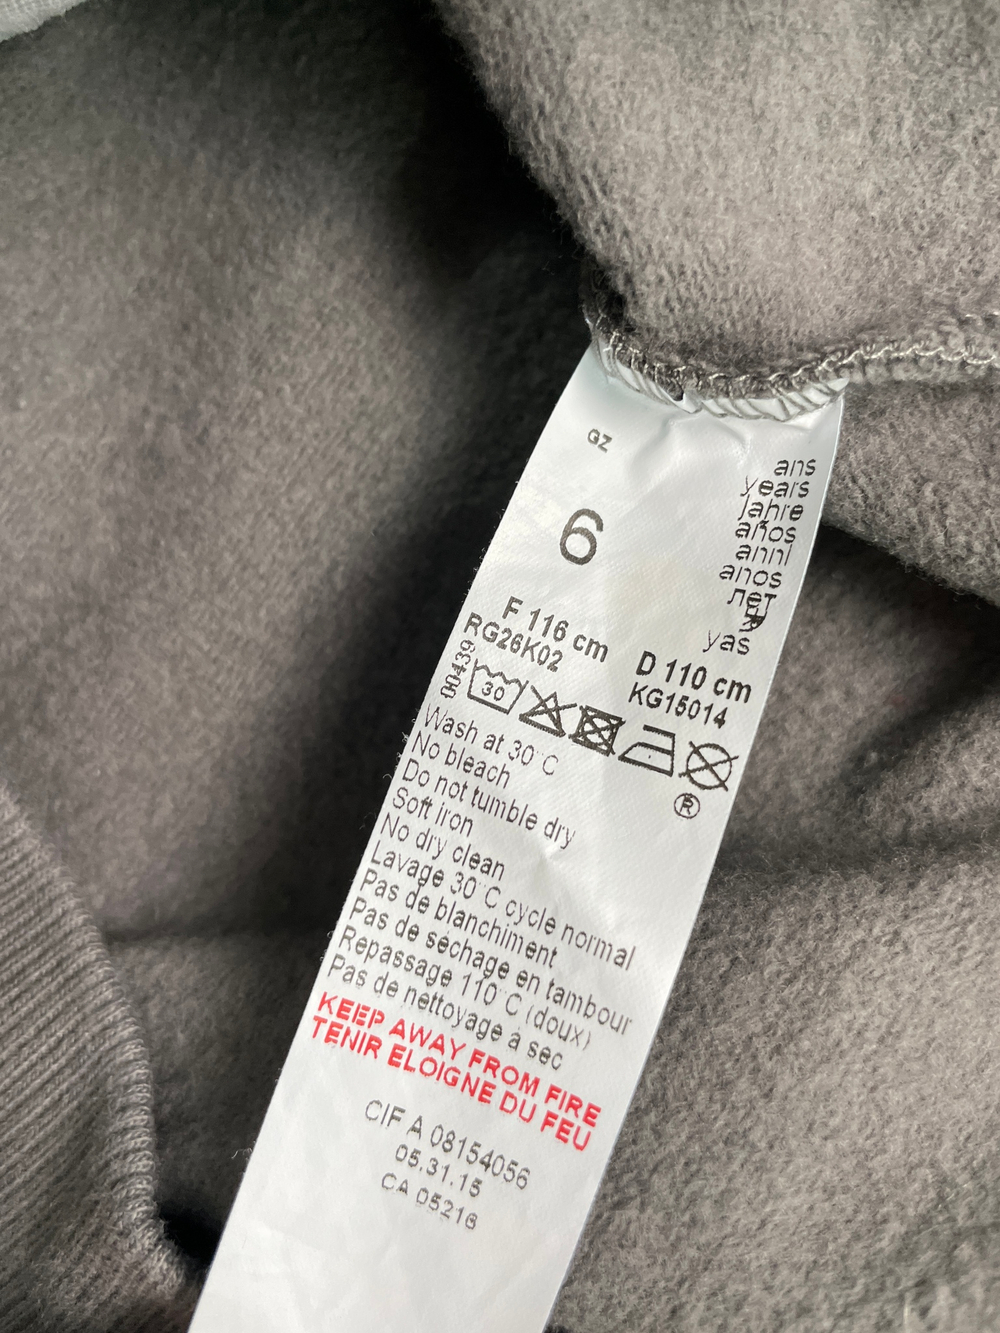 GZ
6
ans
years
Jahre
años
anni
anos
лет
yas
F 116 cm
D 110 cm
RG26K02
KG15014
00439
30
Wash at 30°C
No bleach
Do not tumble dry
Soft iron
No dry clean
®
Lavage 30°C cycle normal
Pas de blanchiment
Pas de séchage en tambour
Repassage 110°C (doux)
Pas de nettoyage à sec
KEEP AWAY FROM FIRE
TENIR ELOIGNE DU FEU
CIF A 08154056
05.31.15
CA 05216